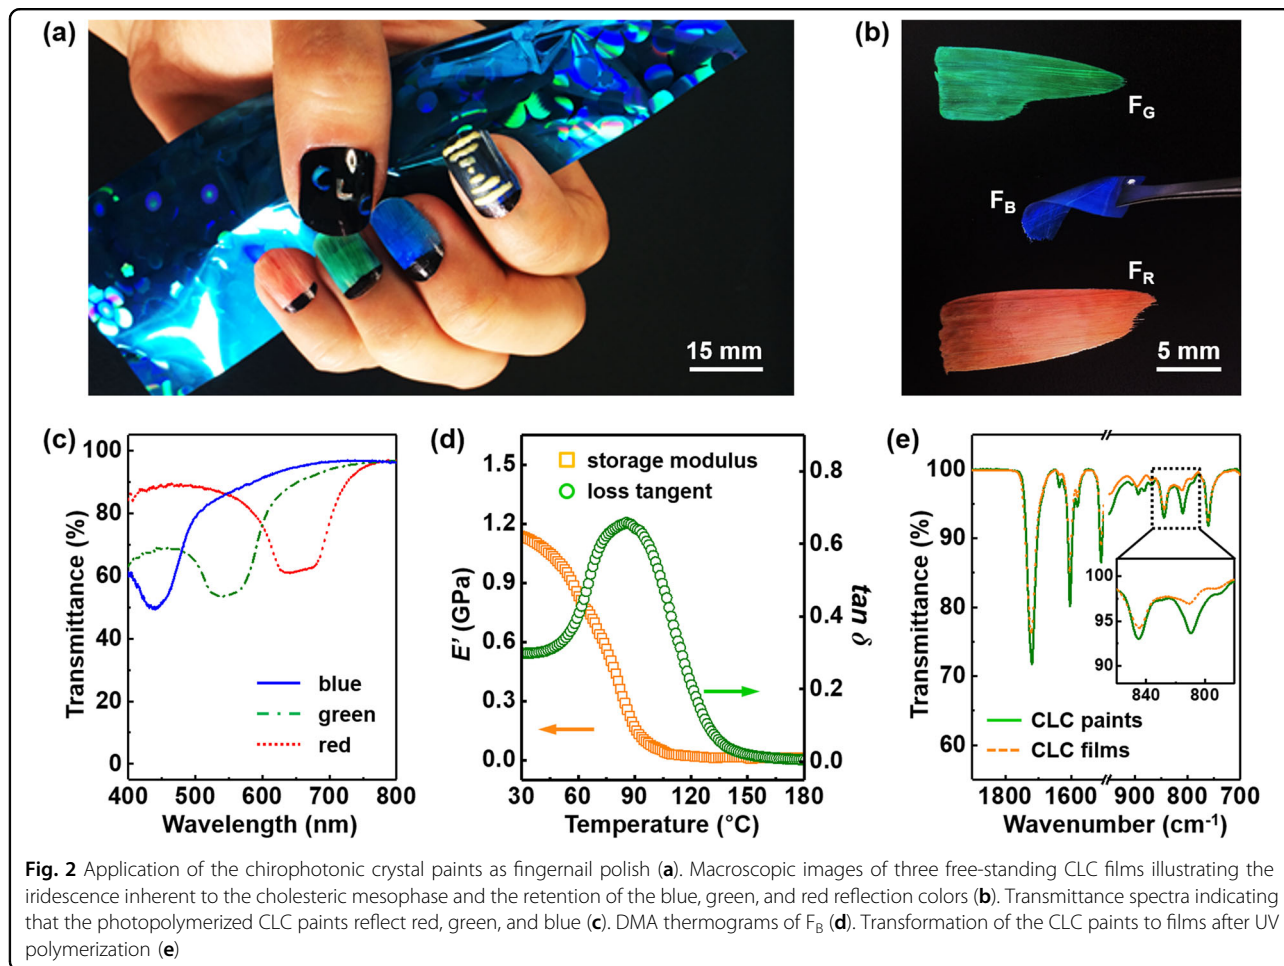 (a)
C L C
15 mm
(b)
F_G
F_B
F_R
5 mm
(c)
Transmittance (%)
100
80
60
40
20
0
blue
green
red
400 500 600 700 800
Wavelength (nm)
(d)
E' (GPa)
1.5
1.2
0.9
0.6
0.3
0.0
storage modulus
loss tangent
0.8
0.6
0.4
0.2
0.0
tan δ
30 60 90 120 150 180
Temperature (°C)
(e)
Transmittance (%)
100
90
80
70
60
100
95
90
840 800
CLC paints
CLC films
1800 1600 900 800 700
Wavenumber (cm⁻¹)
Fig. 2 Application of the chirophotonic crystal paints as fingernail polish (a). Macroscopic images of three free-standing CLC films illustrating the
iridescence inherent to the cholesteric mesophase and the retention of the blue, green, and red reflection colors (b). Transmittance spectra indicating
that the photopolymerized CLC paints reflect red, green, and blue (c). DMA thermograms of F_B (d). Transformation of the CLC paints to films after UV
polymerization (e)